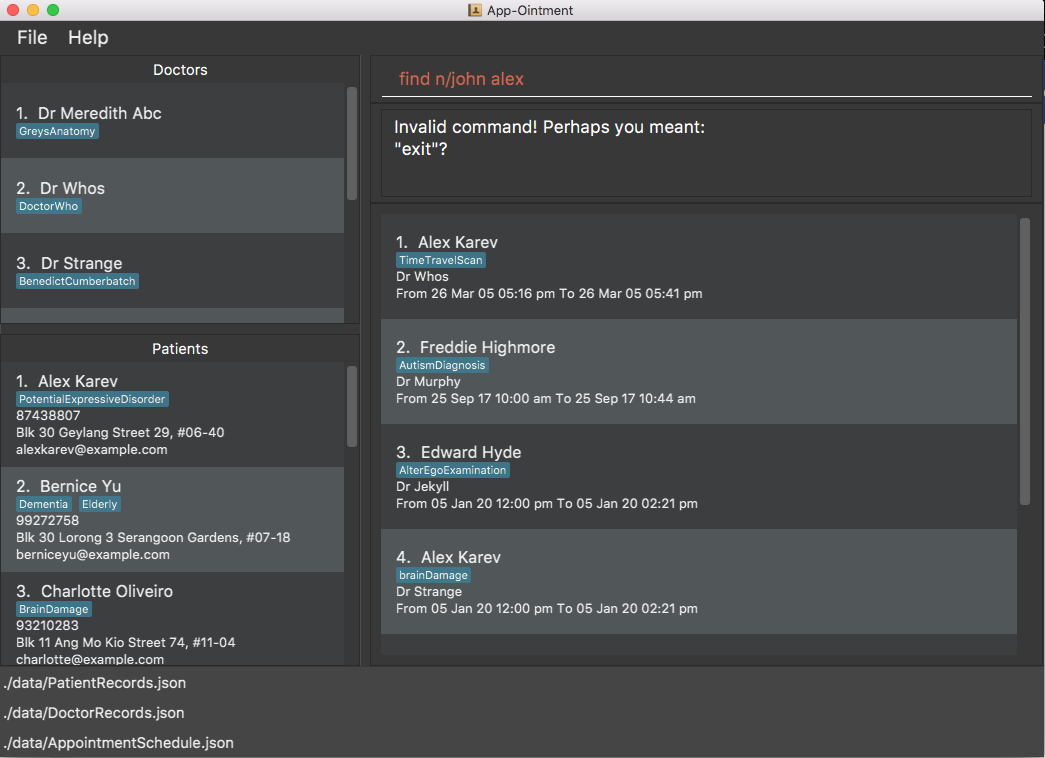 App-Ointment
File Help
Doctors
1. Dr Meredith Abc
GreysAnatomy
2. Dr Whos
DoctorWho
3. Dr Strange
BenedictCumberbatch
Patients
1. Alex Karev
PotentialExpressiveDisorder
87438807
Blk 30 Geylang Street 29, #06-40
alexkarev@example.com
2. Bernice Yu
Dementia Elderly
99272758
Blk 30 Lorong 3 Serangoon Gardens, #07-18
berniceyu@example.com
3. Charlotte Oliveiro
BrainDamage
93210283
Blk 11 Ang Mo Kio Street 74, #11-04
charlotte@example.com
find n/john alex
Invalid command! Perhaps you meant:
"exit"?
1. Alex Karev
TimeTravelScan
Dr Whos
From 26 Mar 05 05:16 pm To 26 Mar 05 05:41 pm
2. Freddie Highmore
AutismDiagnosis
Dr Murphy
From 25 Sep 17 10:00 am To 25 Sep 17 10:44 am
3. Edward Hyde
AlterEgoExamination
Dr Jekyll
From 05 Jan 20 12:00 pm To 05 Jan 20 02:21 pm
4. Alex Karev
brainDamage
Dr Strange
From 05 Jan 20 12:00 pm To 05 Jan 20 02:21 pm
./data/PatientRecords.json
./data/DoctorRecords.json
./data/AppointmentSchedule.json